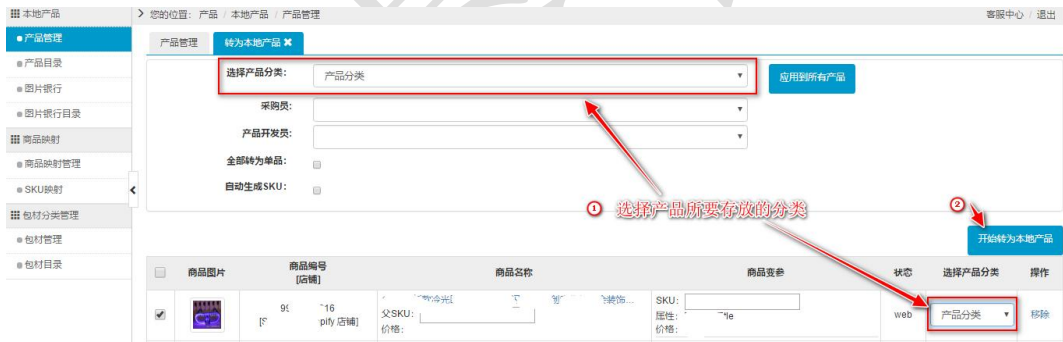 本地产品
您的位置: 产品 / 本地产品 / 产品管理
客服中心 / 退出
产品管理
产品目录
图片银行
图片银行目录
商品映射
商品映射管理
SKU映射
包材分类管理
包材管理
包材目录
产品管理 转为本地产品 ✖
选择产品分类: 产品分类 应用到所有产品
采购员:
产品开发员:
全部转为单品:
自动生成SKU:
① 选择产品所要存放的分类
②
开始转为本地产品
商品图片 商品编号 [店铺] 商品名称 商品变参 状态 选择产品分类 操作
父SKU:
价格:
SKU:
属性:
价格:
web 产品分类 移除